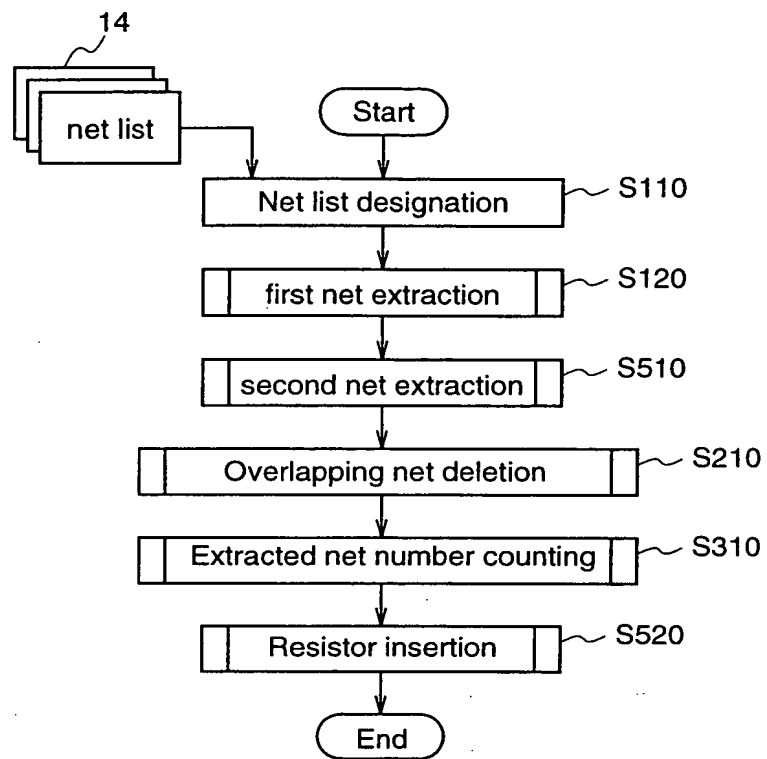 14
net list
Start
Net list designation
S110
first net extraction
S120
second net extraction
S510
Overlapping net deletion
S210
Extracted net number counting
S310
Resistor insertion
S520
End